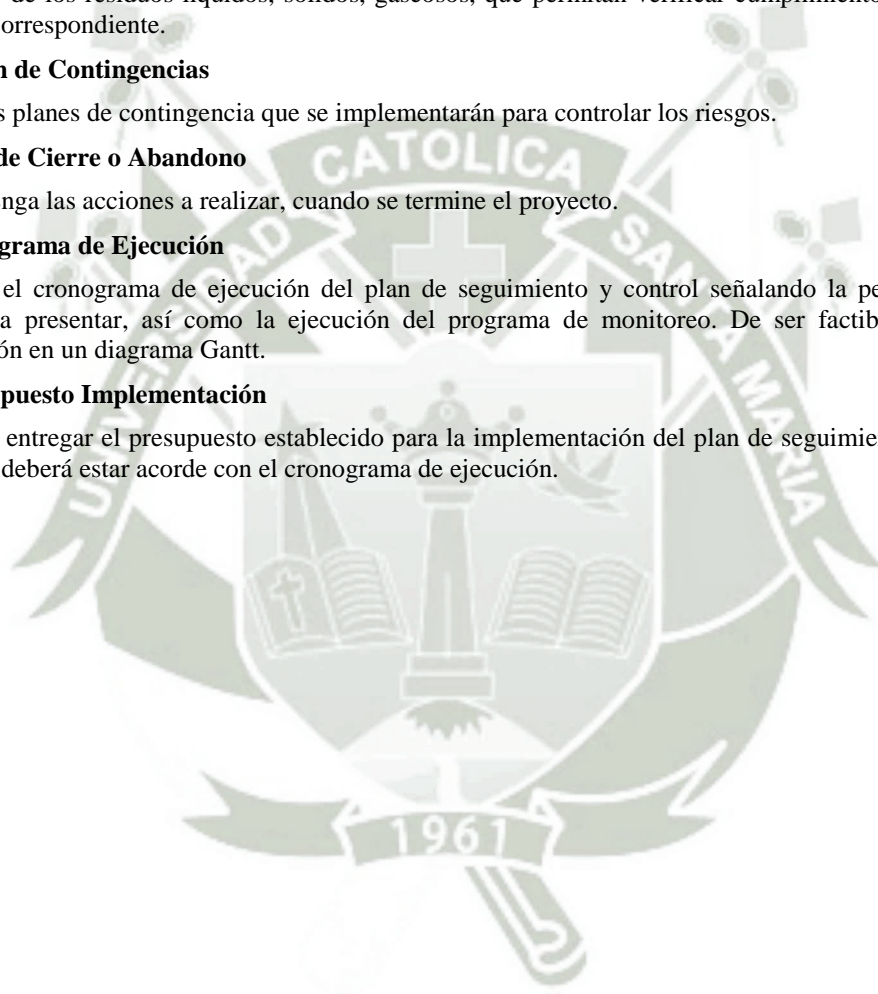 de los residuos líquidos, sólidos, gaseosos, que permitan verificar cumplimiento
orrespondiente.
n de Contingencias
s planes de contingencia que se implementarán para controlar los riesgos.
de Cierre o Abandono
nga las acciones a realizar, cuando se termine el proyecto.
grama de Ejecución
el cronograma de ejecución del plan de seguimiento y control señalando la pe
a presentar, así como la ejecución del programa de monitoreo. De ser factib
ón en un diagrama Gantt.
puesto Implementación
entregar el presupuesto establecido para la implementación del plan de seguimie
deberá estar acorde con el cronograma de ejecución.
UNIVERSIDAD CATOLICA SANTA MARIA
1961